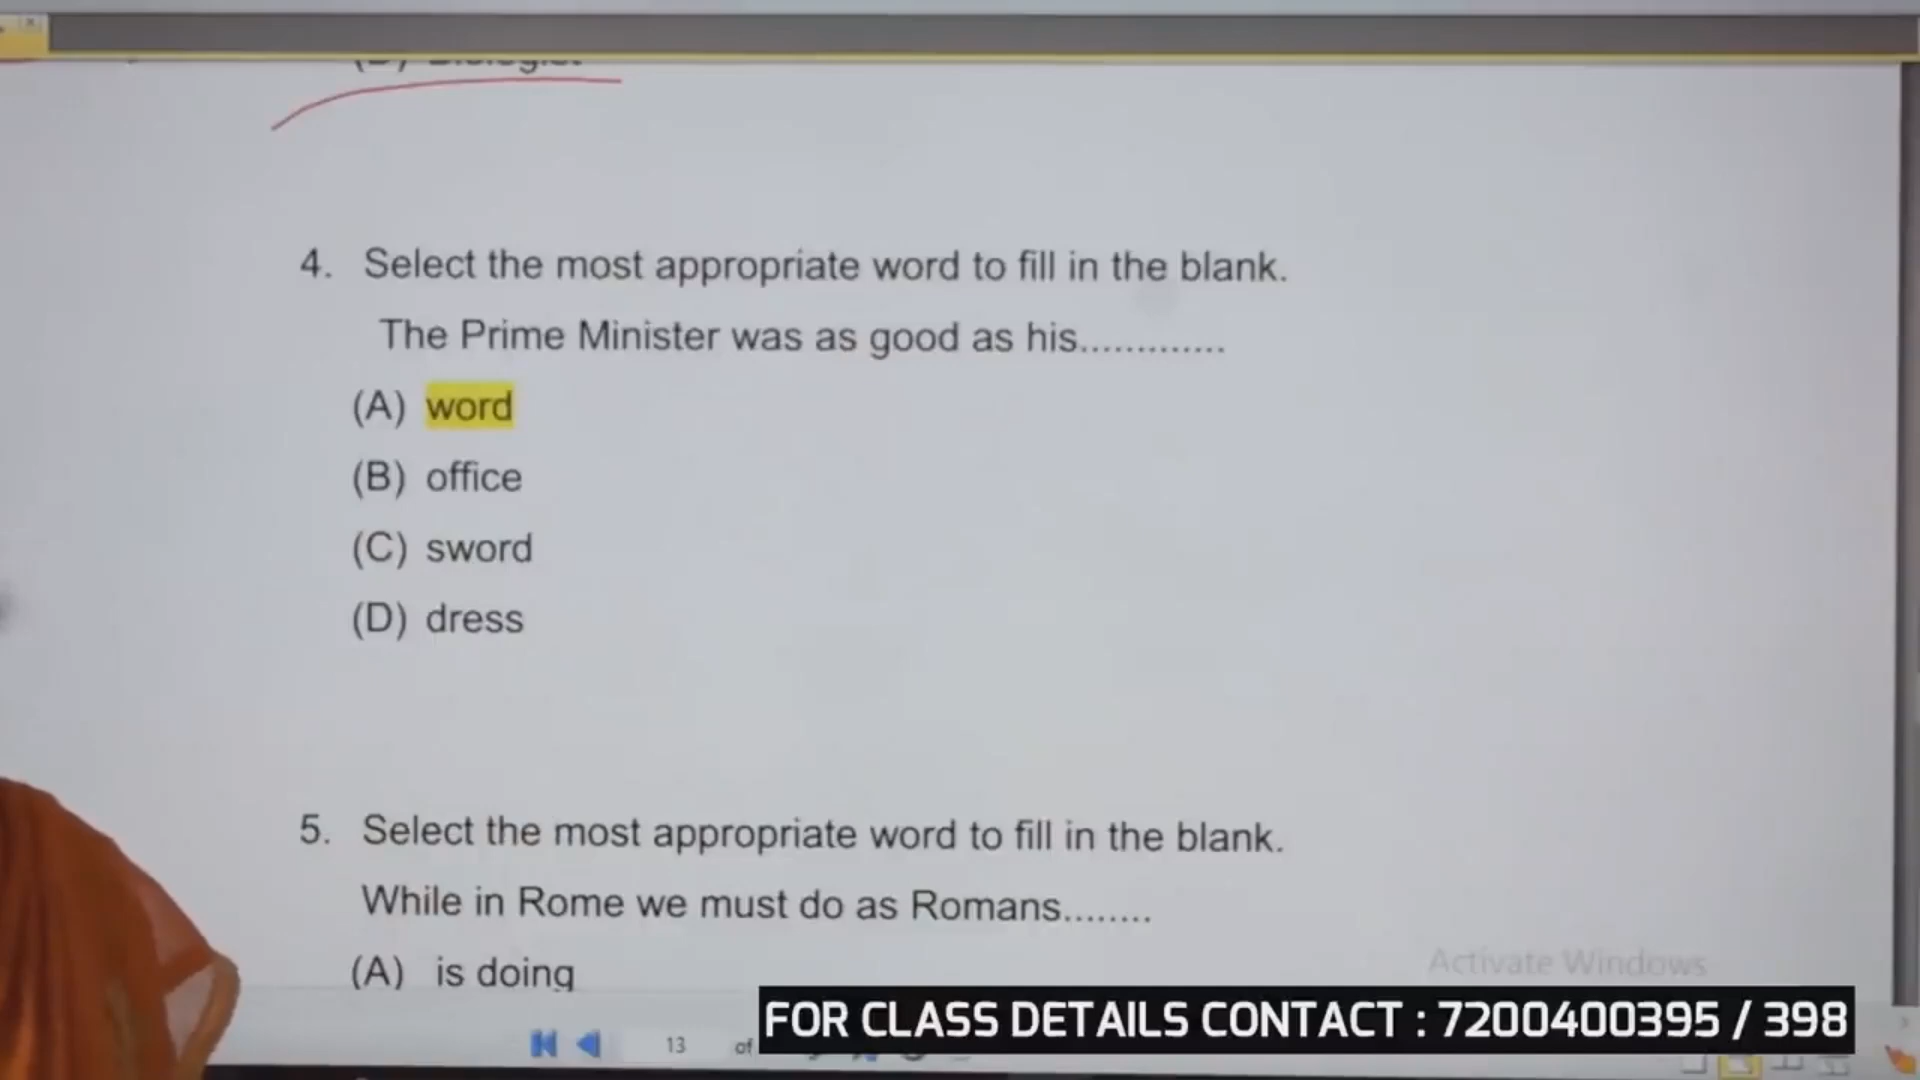 (D) Biologist
4. Select the most appropriate word to fill in the blank.
The Prime Minister was as good as his.............
(A) word
(B) office
(C) sword
(D) dress
5. Select the most appropriate word to fill in the blank.
While in Rome we must do as Romans........
(A) is doing
Activate Windows
FOR CLASS DETAILS CONTACT : 7200400395 / 398
13 of